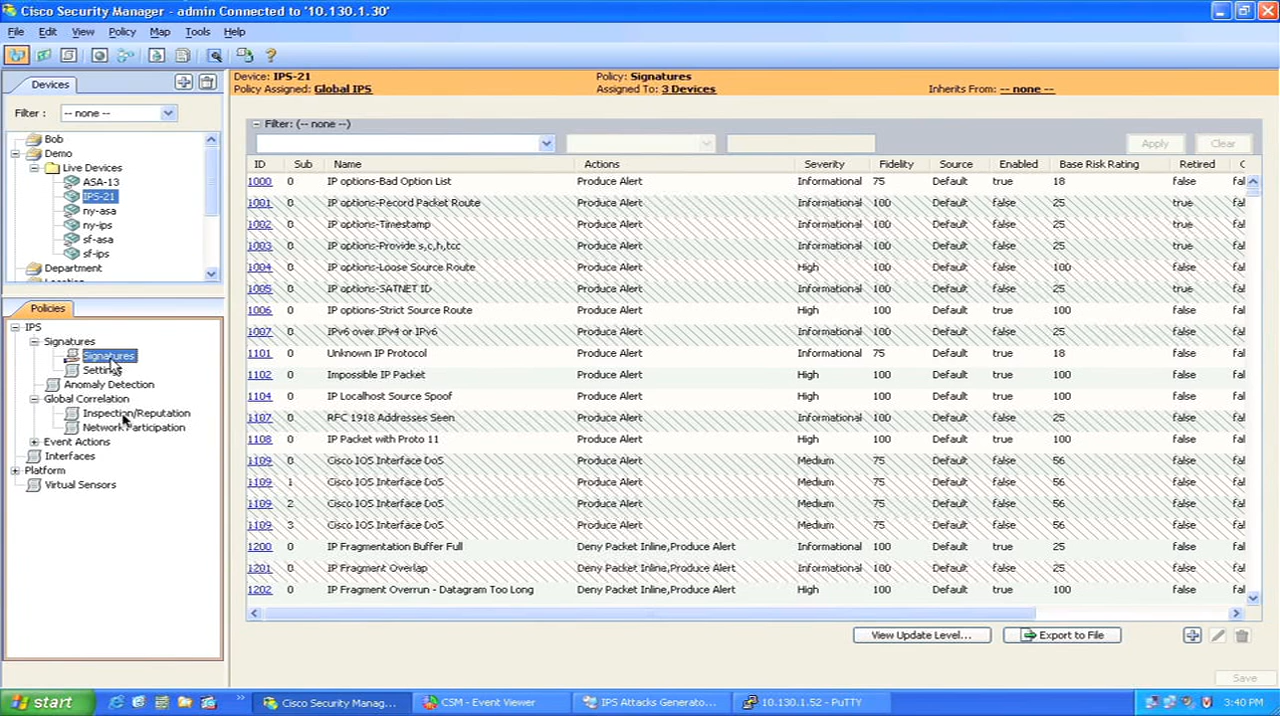 Cisco Security Manager - admin Connected to '10.130.1.30'
File Edit View Policy Map Tools Help
Devices
Filter : -- none --
Bob
Demo
Live Devices
ASA-13
IPS-21
ny-asa
ny-ips
sf-asa
sf-ips
Department
Policies
IPS
Signatures
Signatures
Settings
Anomaly Detection
Global Correlation
Inspection/Reputation
Network Participation
Event Actions
Interfaces
Platform
Virtual Sensors
Device: IPS-21 Policy: Signatures
Policy Assigned: Global IPS Assigned To: 3 Devices Inherits From: -- none --
Filter: (-- none --)
Apply Clear
ID Sub Name Actions Severity Fidelity Source Enabled Base Risk Rating Retired C
1000 0 IP options-Bad Option List Produce Alert Informational 75 Default true 18 false fal
1001 0 IP options-Record Packet Route Produce Alert Informational 100 Default false 25 true fal
1002 0 IP options-Timestamp Produce Alert Informational 100 Default false 25 true fal
1003 0 IP options-Provide s,c,h,tcc Produce Alert Informational 100 Default false 25 true fal
1004 0 IP options-Loose Source Route Produce Alert High 100 Default false 100 false fal
1005 0 IP options-SATNET ID Produce Alert Informational 100 Default false 25 true fal
1006 0 IP options-Strict Source Route Produce Alert High 100 Default true 100 false fal
1007 0 IPv6 over IPv4 or IPv6 Produce Alert Informational 100 Default false 25 false fal
1101 0 Unknown IP Protocol Produce Alert Informational 75 Default true 18 false fal
1102 0 Impossible IP Packet Produce Alert High 100 Default true 100 false fal
1104 0 IP Localhost Source Spoof Produce Alert High 100 Default true 100 false fal
1107 0 RFC 1918 Addresses Seen Produce Alert Informational 100 Default false 25 false fal
1108 0 IP Packet with Proto 11 Produce Alert High 100 Default true 100 false fal
1109 0 Cisco IOS Interface DoS Produce Alert Medium 75 Default false 56 false fal
1109 1 Cisco IOS Interface DoS Produce Alert Medium 75 Default false 56 false fal
1109 2 Cisco IOS Interface DoS Produce Alert Medium 75 Default false 56 false fal
1109 3 Cisco IOS Interface DoS Produce Alert Medium 75 Default false 56 false fal
1200 0 IP Fragmentation Buffer Full Deny Packet Inline,Produce Alert Informational 100 Default true 25 false fal
1201 0 IP Fragment Overlap Deny Packet Inline,Produce Alert Informational 100 Default false 25 false fal
1202 0 IP Fragment Overrun - Datagram Too Long Deny Packet Inline,Produce Alert High 100 Default true 100 false fal
View Update Level... Export to File
Save
start Cisco Security Manag... CSM - Event Viewer IPS Attacks Generato... 10.130.1.52 - PuTTY 3:40 PM